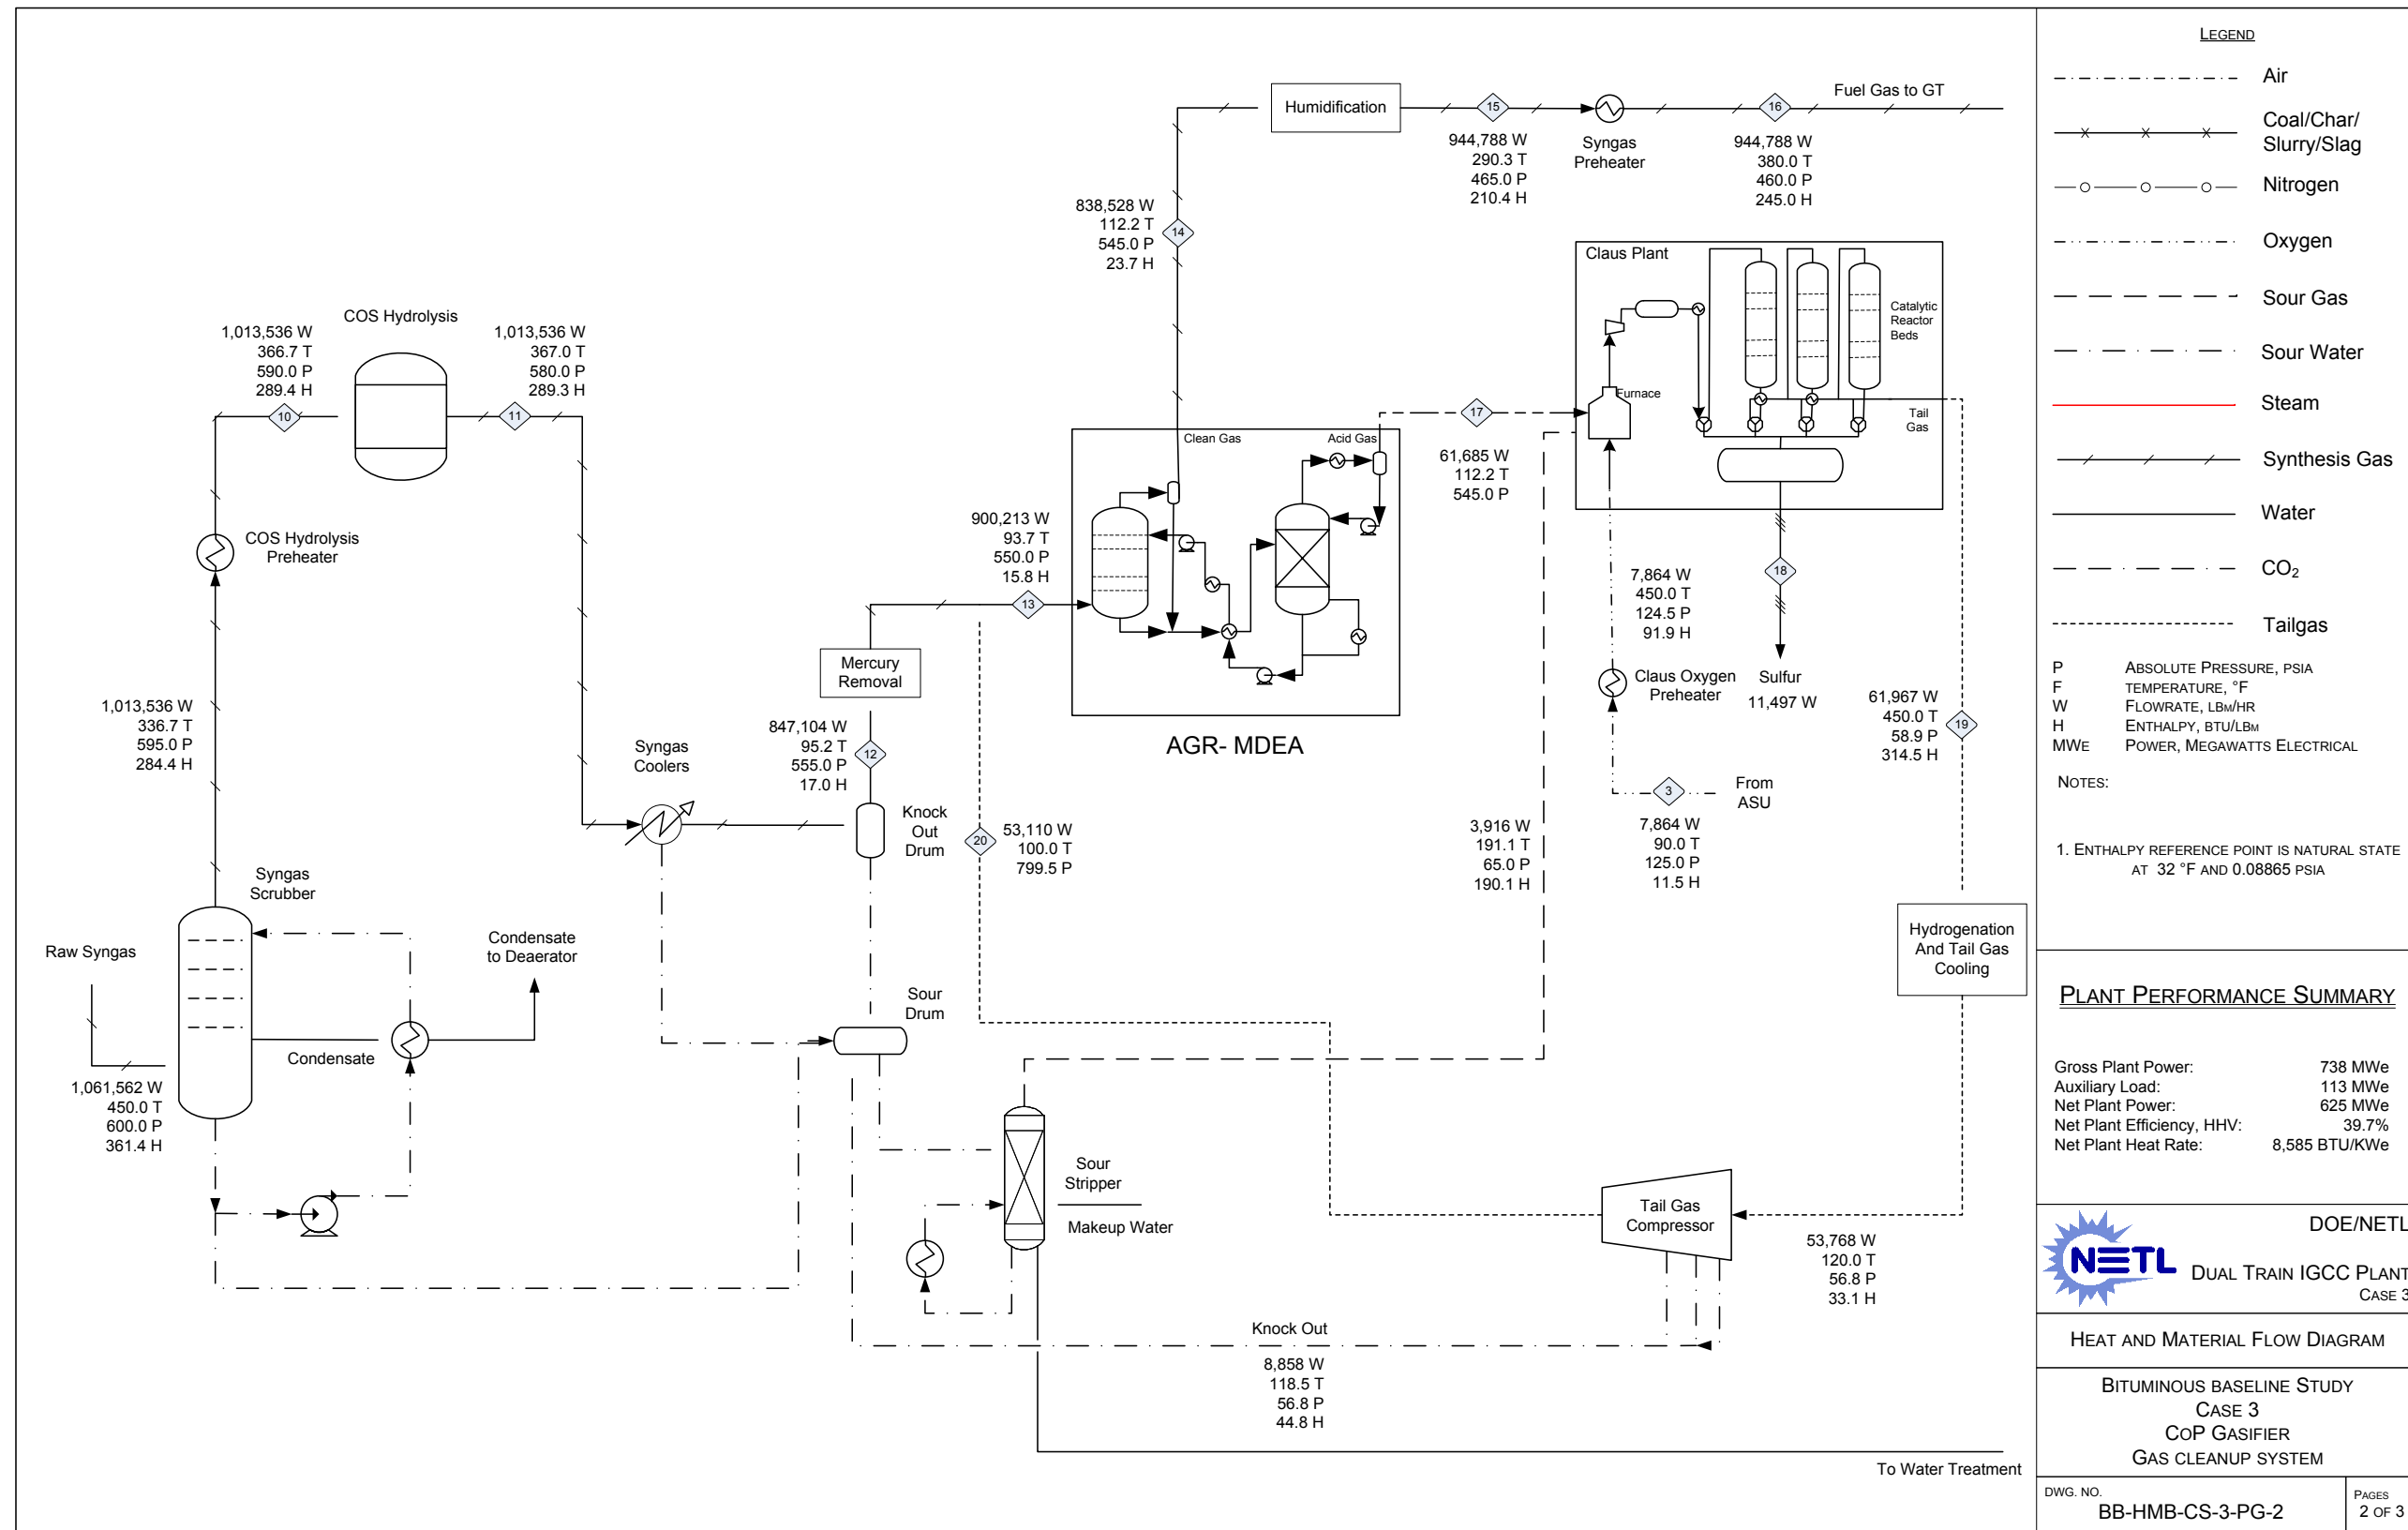 Humidification
15
944,788 W
290.3 T
465.0 P
210.4 H
Syngas
Preheater
16
944,788 W
380.0 T
460.0 P
245.0 H
Fuel Gas to GT
838,528 W
112.2 T
545.0 P
23.7 H
14
COS Hydrolysis
1,013,536 W
366.7 T
590.0 P
289.4 H
10
1,013,536 W
367.0 T
580.0 P
289.3 H
11
COS Hydrolysis
Preheater
1,013,536 W
336.7 T
595.0 P
284.4 H
Syngas
Scrubber
Raw Syngas
1,061,562 W
450.0 T
600.0 P
361.4 H
Condensate
Condensate
to Deaerator
Syngas
Coolers
Knock
Out
Drum
847,104 W
95.2 T
555.0 P
17.0 H
12
Mercury
Removal
900,213 W
93.7 T
550.0 P
15.8 H
13
Clean Gas
Acid Gas
AGR- MDEA
17
61,685 W
112.2 T
545.0 P
Claus Plant
Furnace
Catalytic
Reactor
Beds
Tail
Gas
18
Sulfur
11,497 W
7,864 W
450.0 T
124.5 P
91.9 H
Claus Oxygen
Preheater
3
From
ASU
7,864 W
90.0 T
125.0 P
11.5 H
61,967 W
450.0 T
58.9 P
314.5 H
19
20
53,110 W
100.0 T
799.5 P
3,916 W
191.1 T
65.0 P
190.1 H
Hydrogenation
And Tail Gas
Cooling
Sour
Drum
Sour
Stripper
Makeup Water
Tail Gas
Compressor
53,768 W
120.0 T
56.8 P
33.1 H
Knock Out
8,858 W
118.5 T
56.8 P
44.8 H
To Water Treatment
LEGEND
Air
Coal/Char/
Slurry/Slag
Nitrogen
Oxygen
Sour Gas
Sour Water
Steam
Synthesis Gas
Water
CO₂
Tailgas
P ABSOLUTE PRESSURE, PSIA
F TEMPERATURE, °F
W FLOWRATE, LBM/HR
H ENTHALPY, BTU/LBM
MWE POWER, MEGAWATTS ELECTRICAL
NOTES:
1. ENTHALPY REFERENCE POINT IS NATURAL STATE
AT 32 °F AND 0.08865 PSIA
PLANT PERFORMANCE SUMMARY
Gross Plant Power: 738 MWe
Auxiliary Load: 113 MWe
Net Plant Power: 625 MWe
Net Plant Efficiency, HHV: 39.7%
Net Plant Heat Rate: 8,585 BTU/KWe
NETL
DOE/NETL
DUAL TRAIN IGCC PLANT
CASE 3
HEAT AND MATERIAL FLOW DIAGRAM
BITUMINOUS BASELINE STUDY
CASE 3
COP GASIFIER
GAS CLEANUP SYSTEM
DWG. NO.
BB-HMB-CS-3-PG-2
PAGES
2 OF 3